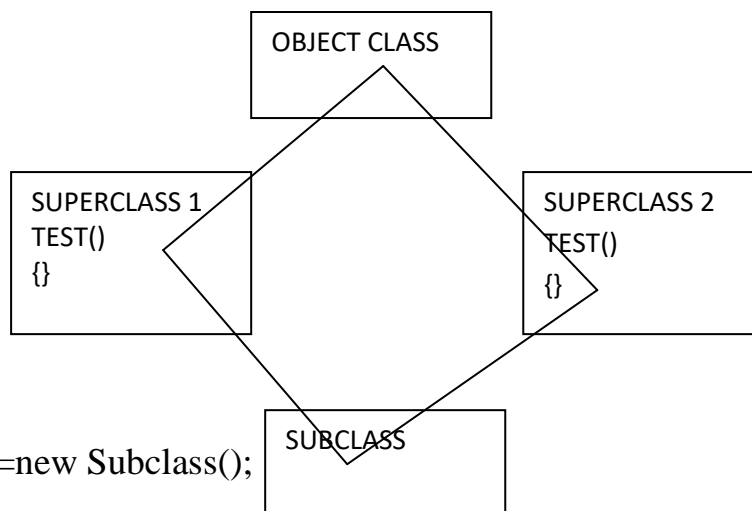 OBJECT CLASS
SUPERCLASS 1
TEST()
{}
SUPERCLASS 2
TEST()
{}
SUBCLASS
=new Subclass();